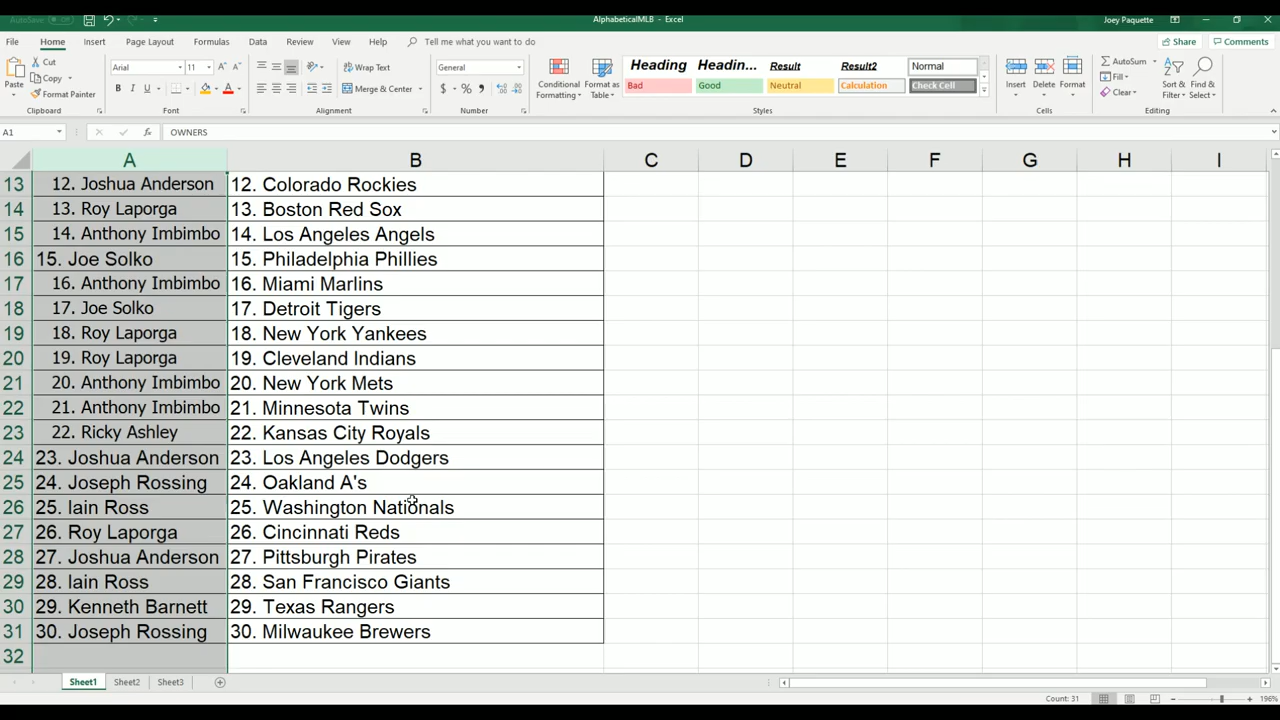 AutoSave Off AlphabeticalMLB - Excel Joey Paquette
File Home Insert Page Layout Formulas Data Review View Help Tell me what you want to do Share Comments
Paste Cut Copy Format Painter Clipboard
Arial 11 A A B I U A Font
Wrap Text Merge & Center Alignment
General $ % , Number
Conditional Formatting Format as Table
Heading Headin... Result Result2 Normal
Bad Good Neutral Calculation Check Cell
Styles
Insert Delete Format Cells
AutoSum Fill Clear Sort & Filter Find & Select Editing
A1 fx OWNERS
A B C D E F G H I
13 12. Joshua Anderson 12. Colorado Rockies
14 13. Roy Laporga 13. Boston Red Sox
15 14. Anthony Imbimbo 14. Los Angeles Angels
16 15. Joe Solko 15. Philadelphia Phillies
17 16. Anthony Imbimbo 16. Miami Marlins
18 17. Joe Solko 17. Detroit Tigers
19 18. Roy Laporga 18. New York Yankees
20 19. Roy Laporga 19. Cleveland Indians
21 20. Anthony Imbimbo 20. New York Mets
22 21. Anthony Imbimbo 21. Minnesota Twins
23 22. Ricky Ashley 22. Kansas City Royals
24 23. Joshua Anderson 23. Los Angeles Dodgers
25 24. Joseph Rossing 24. Oakland A's
26 25. Iain Ross 25. Washington Nationals
27 26. Roy Laporga 26. Cincinnati Reds
28 27. Joshua Anderson 27. Pittsburgh Pirates
29 28. Iain Ross 28. San Francisco Giants
30 29. Kenneth Barnett 29. Texas Rangers
31 30. Joseph Rossing 30. Milwaukee Brewers
32
Sheet1 Sheet2 Sheet3
Count: 31 196%